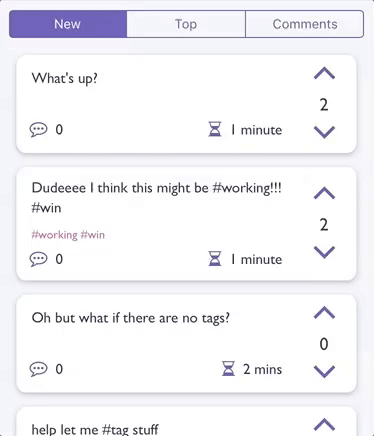 New Top Comments
What's up?
2
0 1 minute
Dudeeee I think this might be #working!!!
#win
2
#working #win
0 1 minute
Oh but what if there are no tags?
0
0 2 mins
help let me #tag stuff